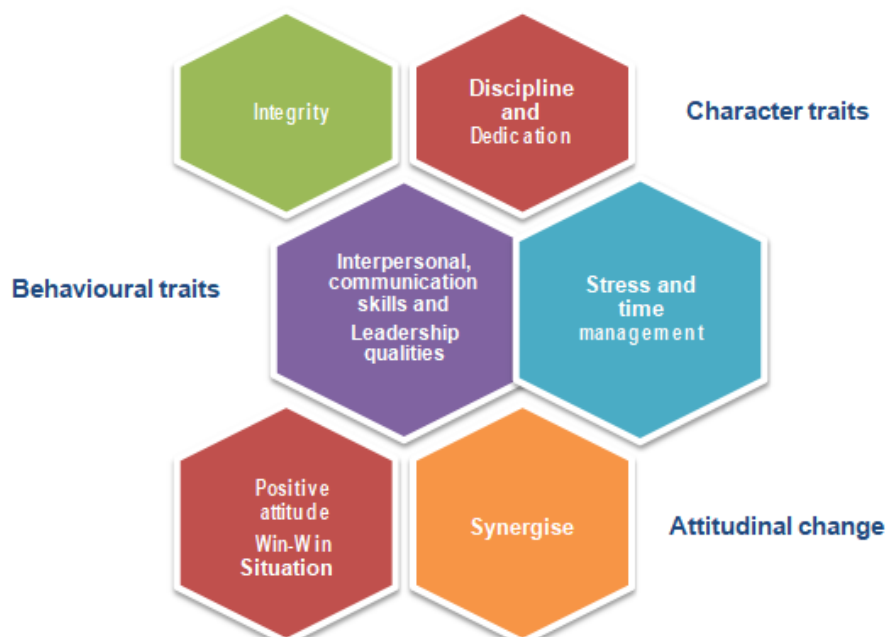 Integrity
Discipline
and
Dedication
Character traits
Behavioural traits
Interpersonal,
communication
skills and
Leadership
qualities
Stress and
time
management
Positive
attitude
Win-Win
Situation
Synergise
Attitudinal change